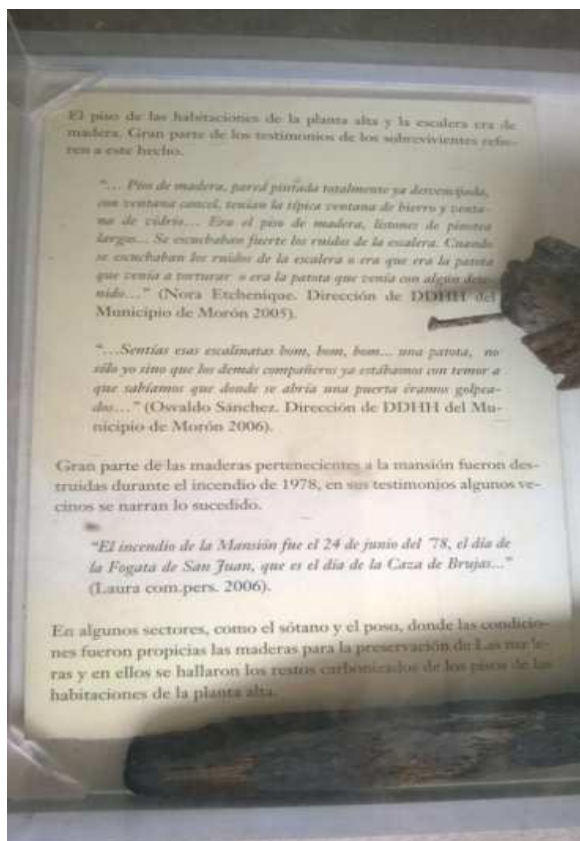 El piso de las habitaciones de la planta alta y la escalera era de
madera. Gran parte de los testimonios de los sobrevivientes refie-
ren a este hecho.
"… Piso de madera, pared pintada totalmente ya desvencijada,
con ventana cancel, tenían la típica ventana de hierro y venta-
na de vidrio… Era el piso de madera, listones de pinotea
largos… Se escuchaban fuerte los ruidos de la escalera. Cuando
se escuchaban los ruidos de la escalera o era que era la patota
que venía a torturar o era la patota que venía con algún dete-
nido…" (Nora Etchenique. Dirección de DDHH del
Municipio de Morón 2005).
"…Sentías esas escalinatas bom, bom, bom... una patota, no
sólo yo sino que los demás compañeros ya estábamos con temor a
que sabíamos que donde se abría una puerta éramos golpea-
dos…" (Osvaldo Sánchez. Dirección de DDHH del Mu-
nicipio de Morón 2006).
Gran parte de las maderas pertenecientes a la mansión fueron des-
truidas durante el incendio de 1978, en sus testimonios algunos ve-
cinos se narran lo sucedido.
"El incendio de la Mansión fue el 24 de junio del '78, el día de
la Fogata de San Juan, que es el día de la Caza de Brujas..."
(Laura com.pers. 2006).
En algunos sectores, como el sótano y el poso, donde las condicio-
nes fueron propicias las maderas para la preservación de Las made-
ras y en ellos se hallaron los restos carbonizados de los pisos de las
habitaciones de la planta alta.